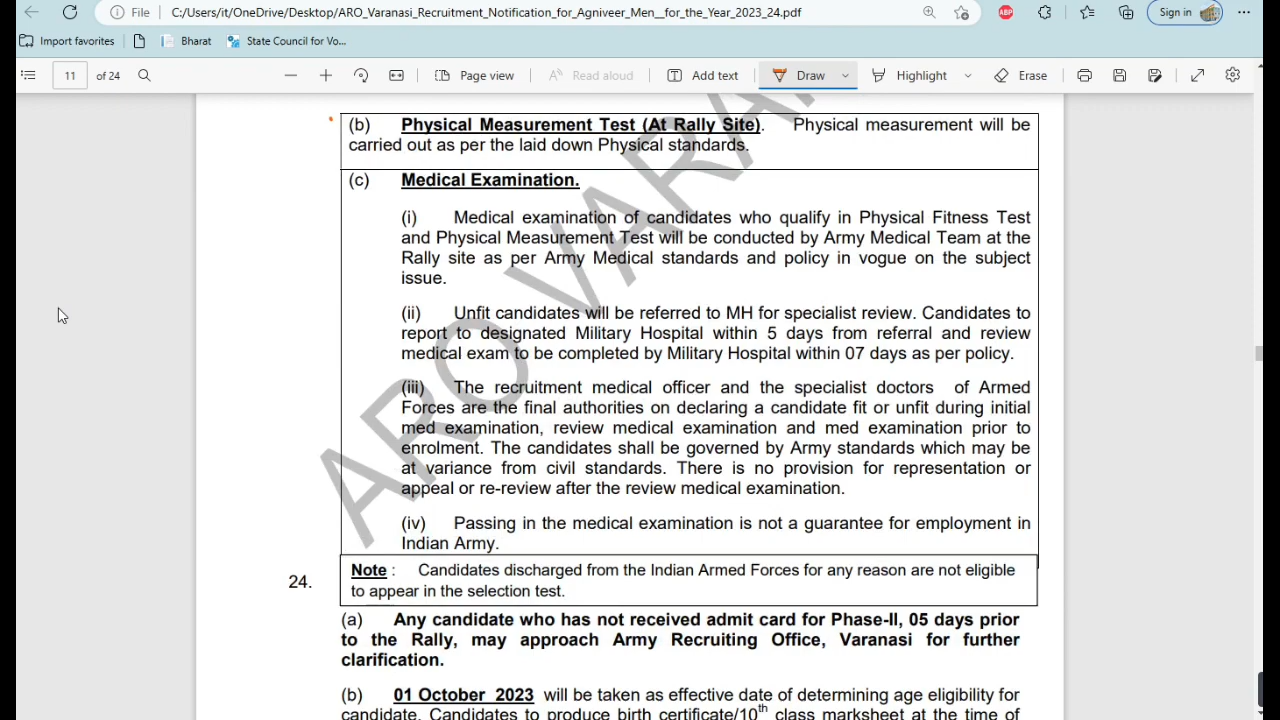 File
C:/Users/it/OneDrive/Desktop/ARO_Varanasi_Recruitment_Notification_for_Agniveer_Men__for_the_Year_2023_24.pdf
ABP
Sign in
Import favorites
Bharat
State Council for Vo...
11 of 24
Page view
Read aloud
Add text
Draw
Highlight
Erase
ARO VARANA
(b) Physical Measurement Test (At Rally Site). Physical measurement will be
carried out as per the laid down Physical standards.
(c) Medical Examination.
(i) Medical examination of candidates who qualify in Physical Fitness Test
and Physical Measurement Test will be conducted by Army Medical Team at the
Rally site as per Army Medical standards and policy in vogue on the subject
issue.
(ii) Unfit candidates will be referred to MH for specialist review. Candidates to
report to designated Military Hospital within 5 days from referral and review
medical exam to be completed by Military Hospital within 07 days as per policy.
(iii) The recruitment medical officer and the specialist doctors of Armed
Forces are the final authorities on declaring a candidate fit or unfit during initial
med examination, review medical examination and med examination prior to
enrolment. The candidates shall be governed by Army standards which may be
at variance from civil standards. There is no provision for representation or
appeal or re-review after the review medical examination.
(iv) Passing in the medical examination is not a guarantee for employment in
Indian Army.
Note : Candidates discharged from the Indian Armed Forces for any reason are not eligible
to appear in the selection test.
24.
(a) Any candidate who has not received admit card for Phase-II, 05 days prior
to the Rally, may approach Army Recruiting Office, Varanasi for further
clarification.
(b) 01 October 2023 will be taken as effective date of determining age eligibility for
candidate. Candidates to produce birth certificate/10th class marksheet at the time of